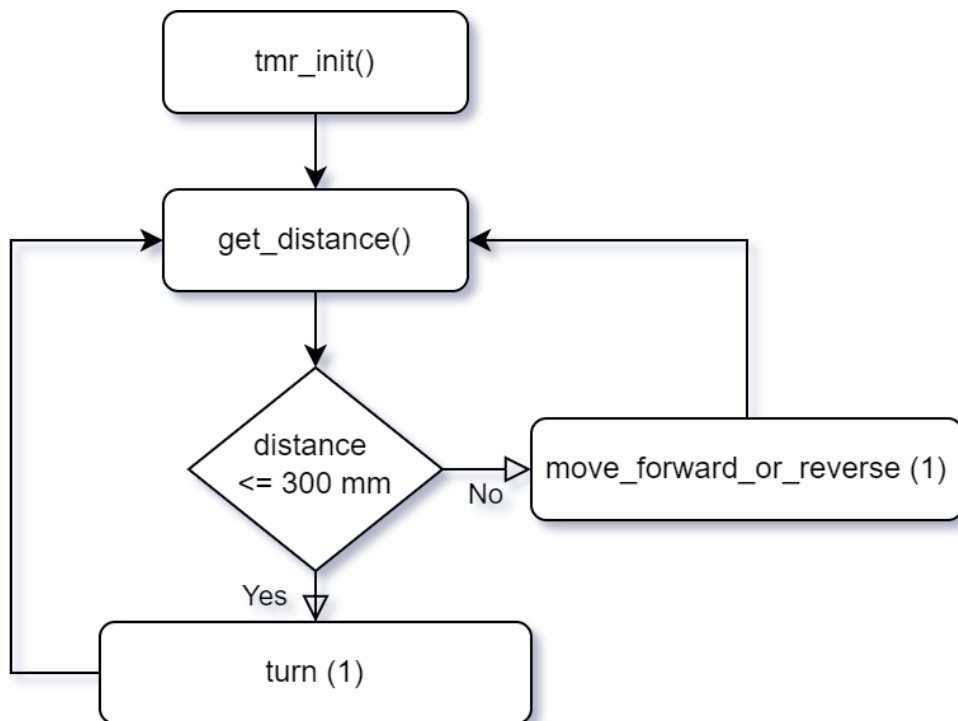 tmr_init()
get_distance()
distance
<= 300 mm
No
move_forward_or_reverse (1)
Yes
turn (1)